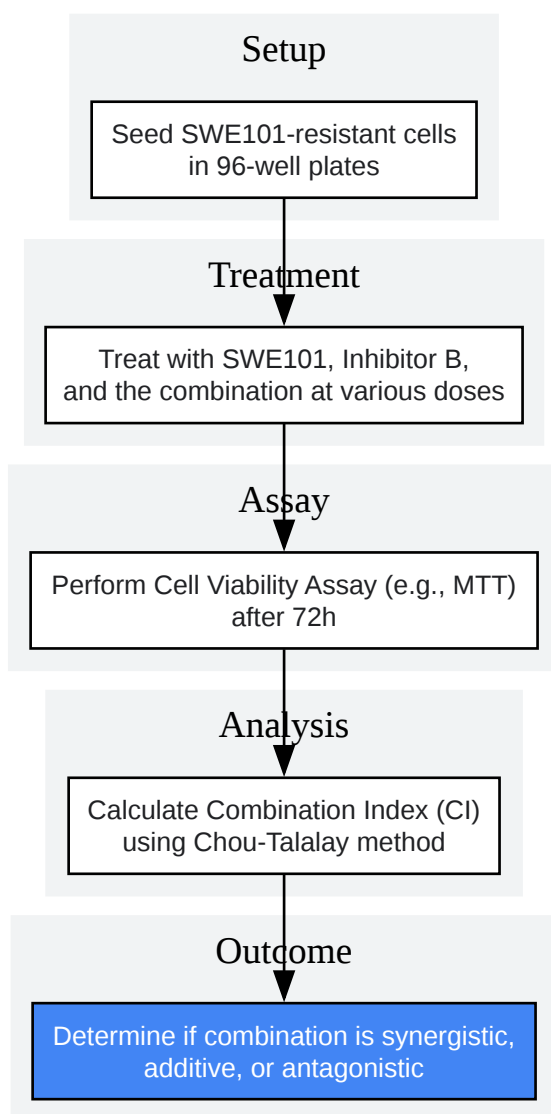 Setup
Seed SWE101-resistant cells
in 96-well plates
Treatment
Treat with SWE101, Inhibitor B,
and the combination at various doses
Assay
Perform Cell Viability Assay (e.g., MTT)
after 72h
Analysis
Calculate Combination Index (CI)
using Chou-Talalay method
Outcome
Determine if combination is synergistic,
additive, or antagonistic